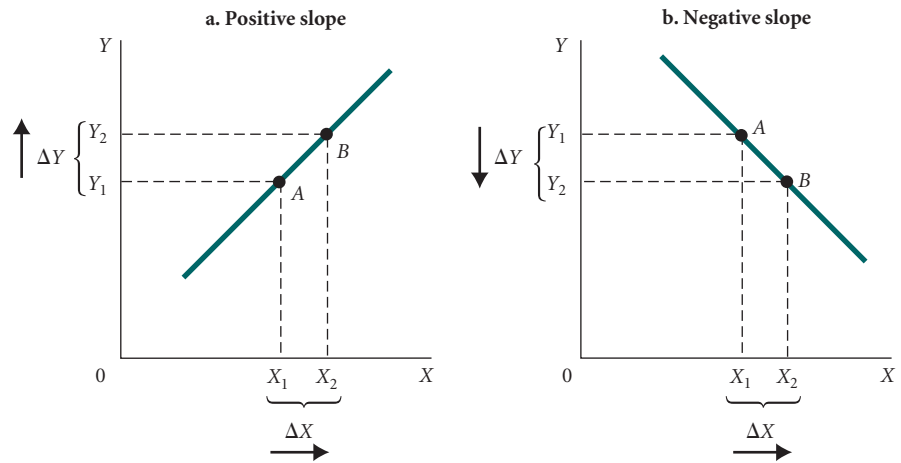 a. Positive slope
Y
Y2
ΔY
Y1
B
A
0
X1 X2 X
ΔX
b. Negative slope
Y
Y1
ΔY
Y2
A
B
0
X1 X2 X
ΔX